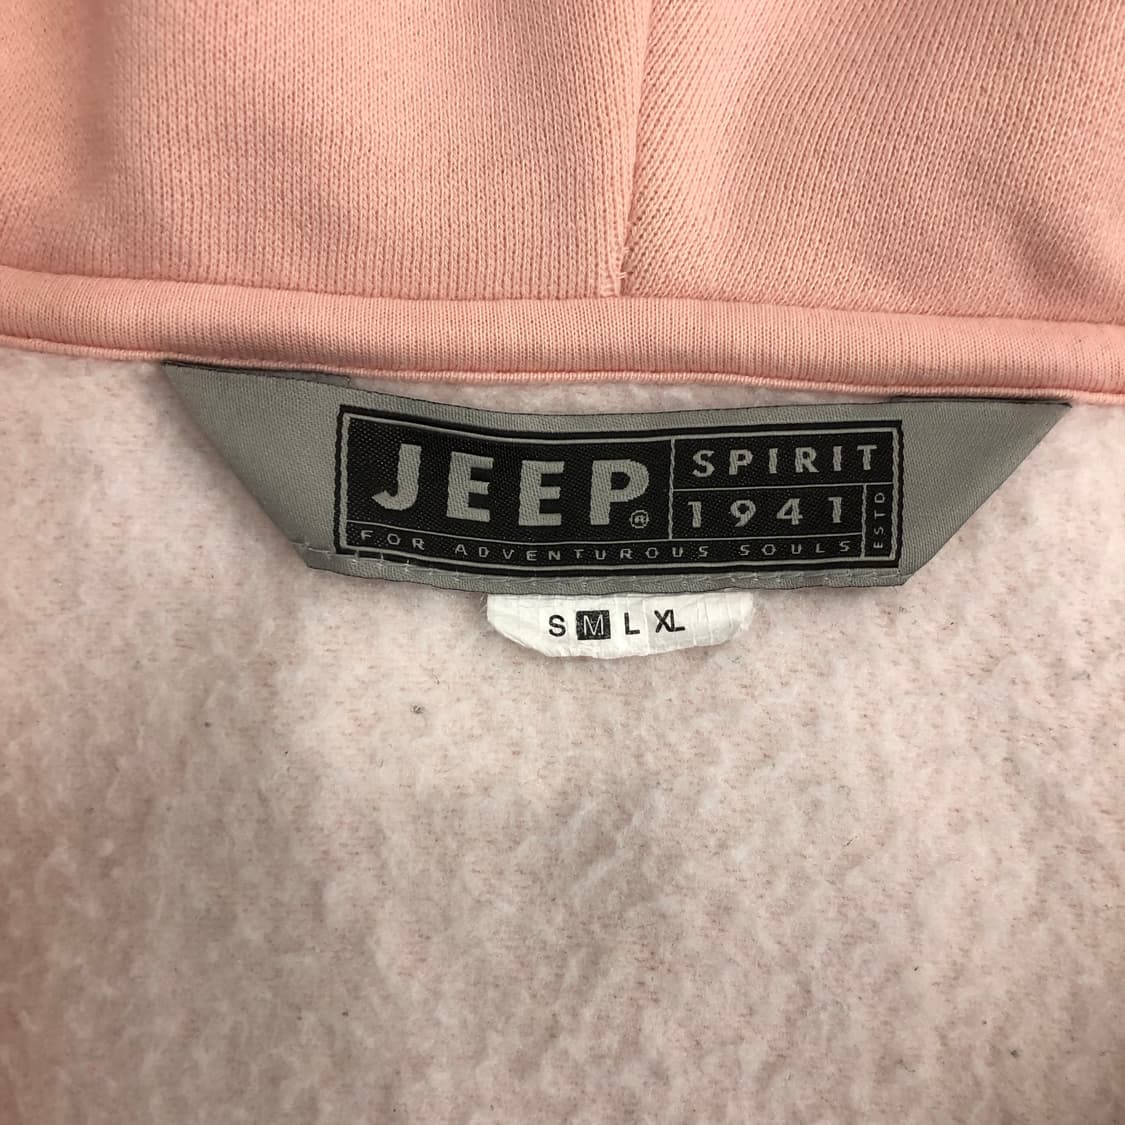 JEEP®
SPIRIT
1941
ESTD
FOR ADVENTUROUS SOULS
S M L XL